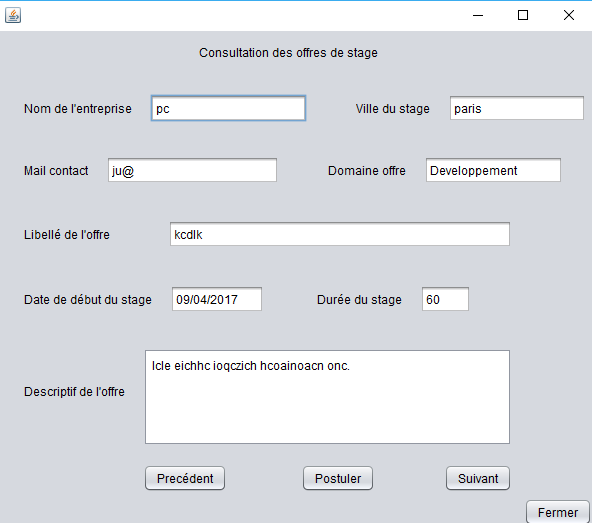 Consultation des offres de stage
Nom de l'entreprise pc Ville du stage paris
Mail contact ju@ Domaine offre Developpement
Libellé de l'offre kcdlk
Date de début du stage 09/04/2017 Durée du stage 60
Descriptif de l'offre lcle eichhc ioqczich hcoainoacn onc.
Precédent Postuler Suivant
Fermer